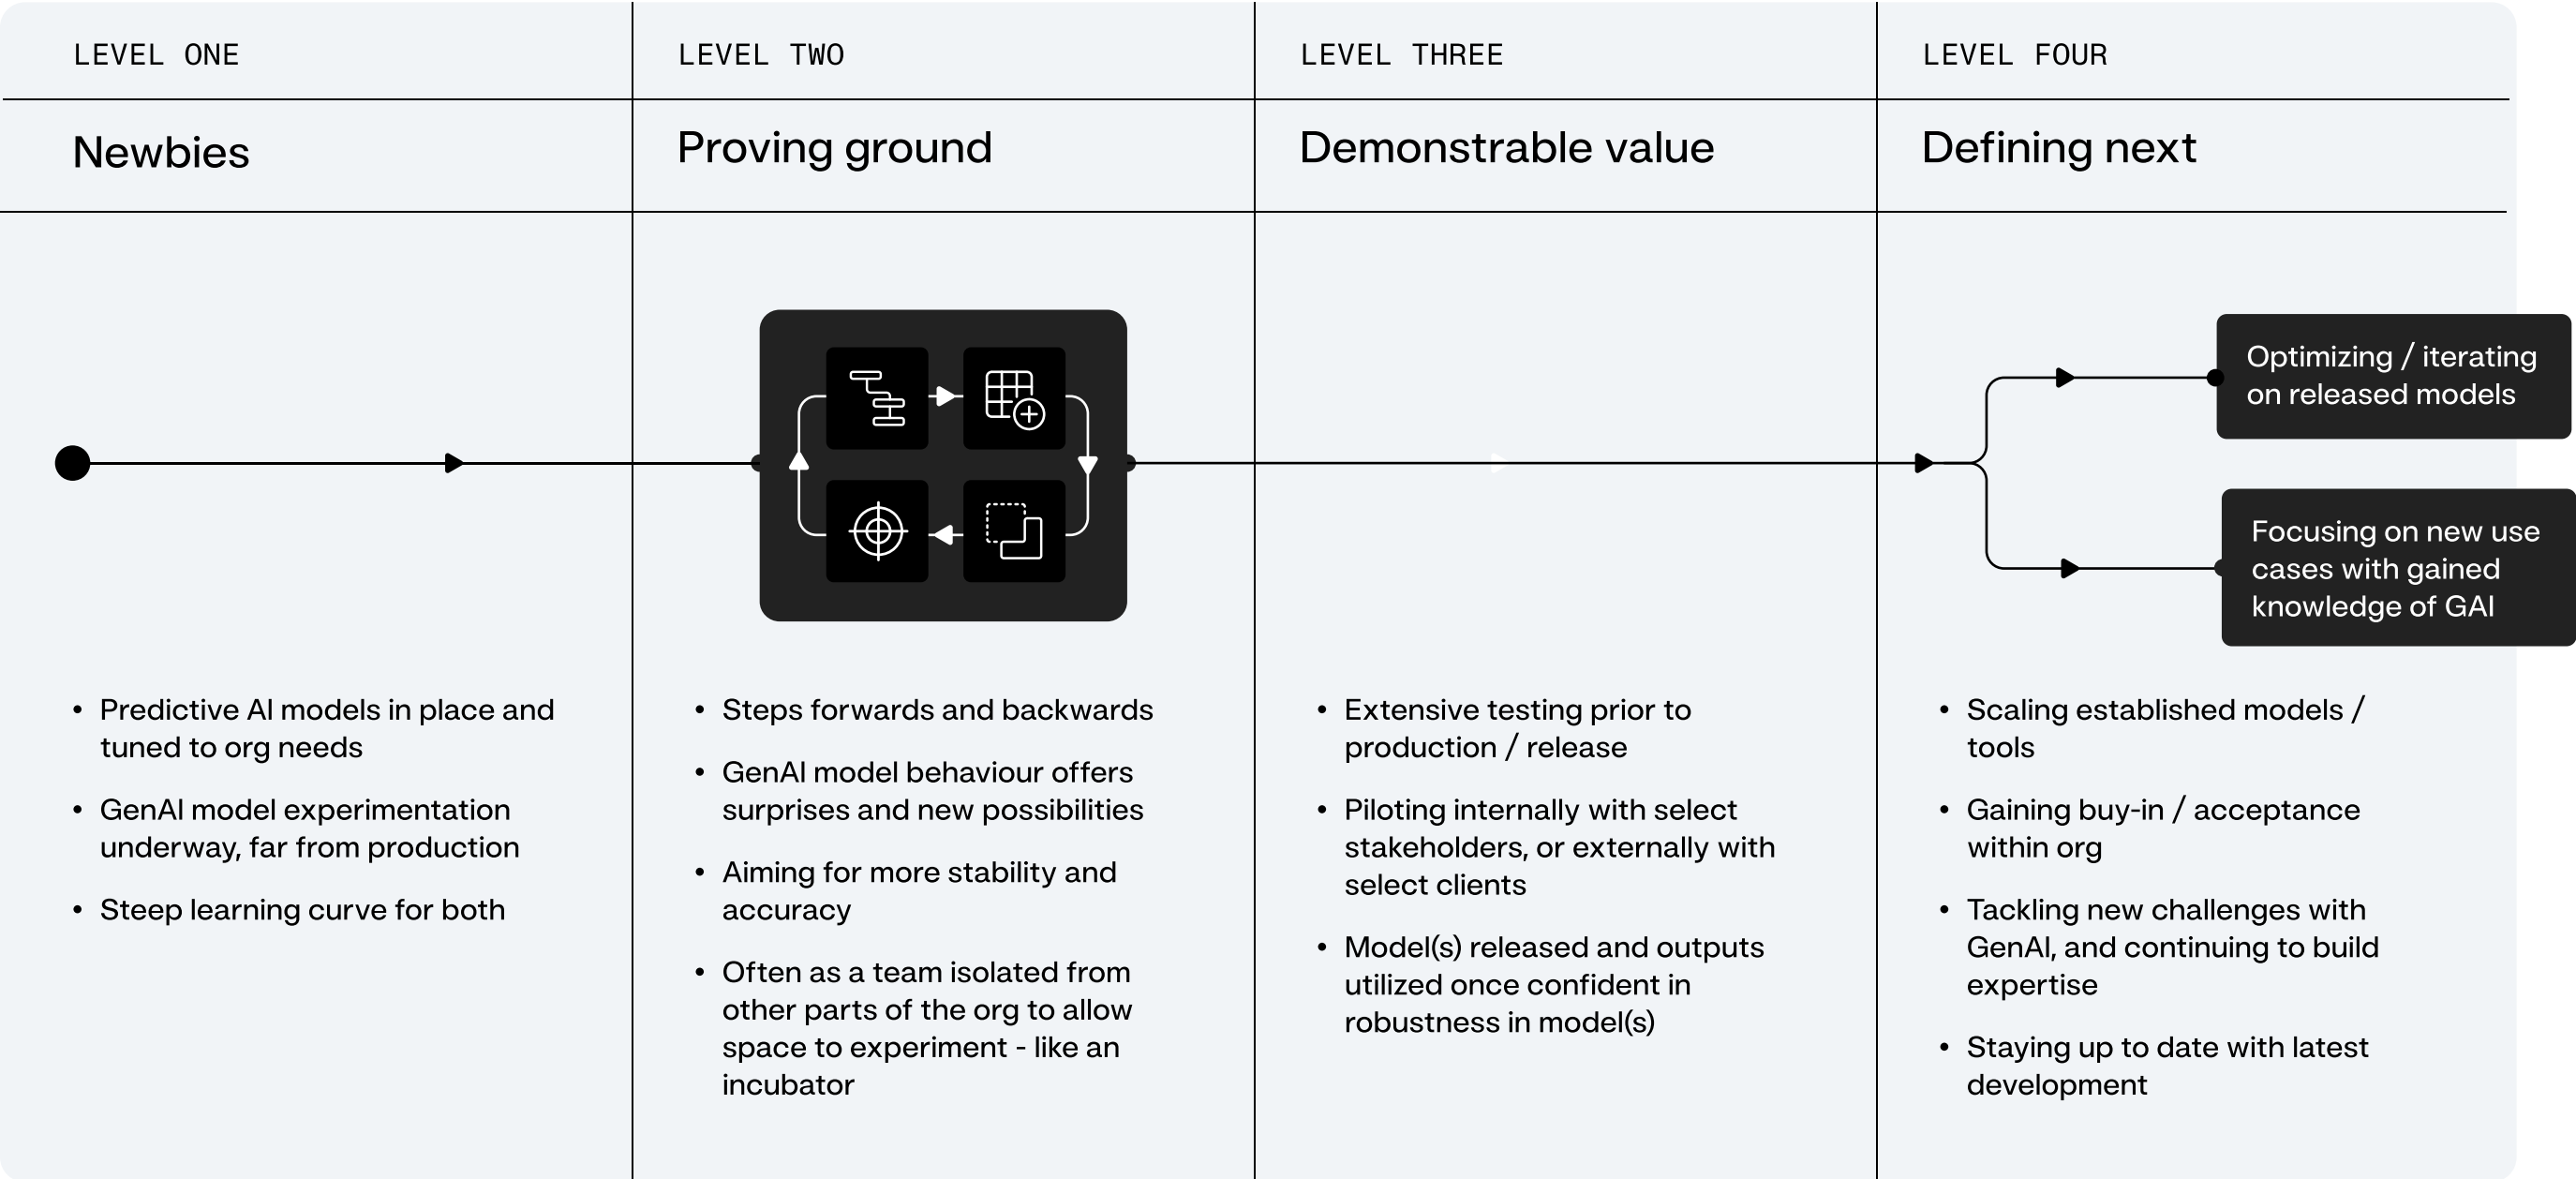 LEVEL ONE
LEVEL TWO
LEVEL THREE
LEVEL FOUR
Newbies
Proving ground
Demonstrable value
Defining next
Optimizing / iterating
on released models
Focusing on new use
cases with gained
knowledge of GAI
• Predictive AI models in place and
tuned to org needs
• GenAI model experimentation
underway, far from production
• Steep learning curve for both
• Steps forwards and backwards
• GenAI model behaviour offers
surprises and new possibilities
• Aiming for more stability and
accuracy
• Often as a team isolated from
other parts of the org to allow
space to experiment - like an
incubator
• Extensive testing prior to
production / release
• Piloting internally with select
stakeholders, or externally with
select clients
• Model(s) released and outputs
utilized once confident in
robustness in model(s)
• Scaling established models /
tools
• Gaining buy-in / acceptance
within org
• Tackling new challenges with
GenAI, and continuing to build
expertise
• Staying up to date with latest
development